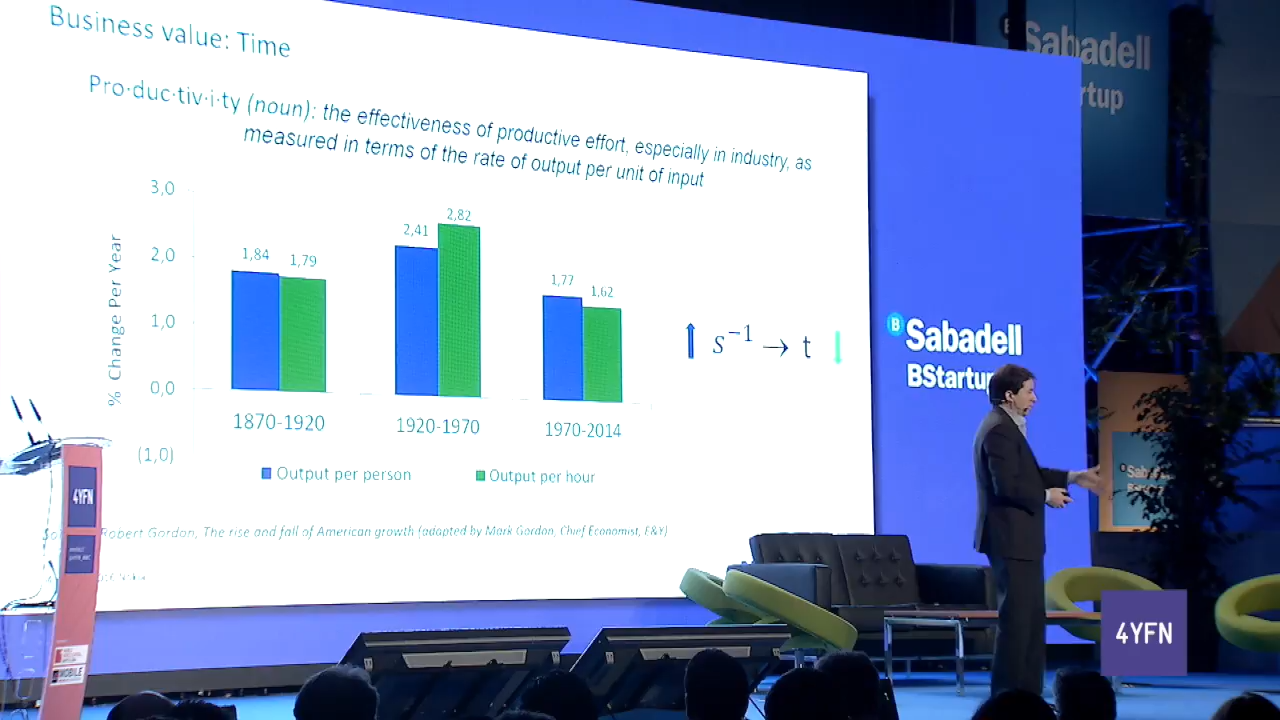 Business value: Time
Pro·duc·tiv·i·ty (noun): the effectiveness of productive effort, especially in industry, as
measured in terms of the rate of output per unit of input
3,0
2,0
1,0
0,0
(1,0)
% Change Per Year
1,84
1,79
2,41
2,82
1,77
1,62
1870-1920
1920-1970
1970-2014
Output per person
Output per hour
s⁻¹ → t
Robert Gordon, The rise and fall of American growth (adapted by Mark Gordon, Chief Economist, E&Y)
B Sabadell
BStartup
Sabadell
rtup
Sabadell
4YFN
MOBILE
4YFN